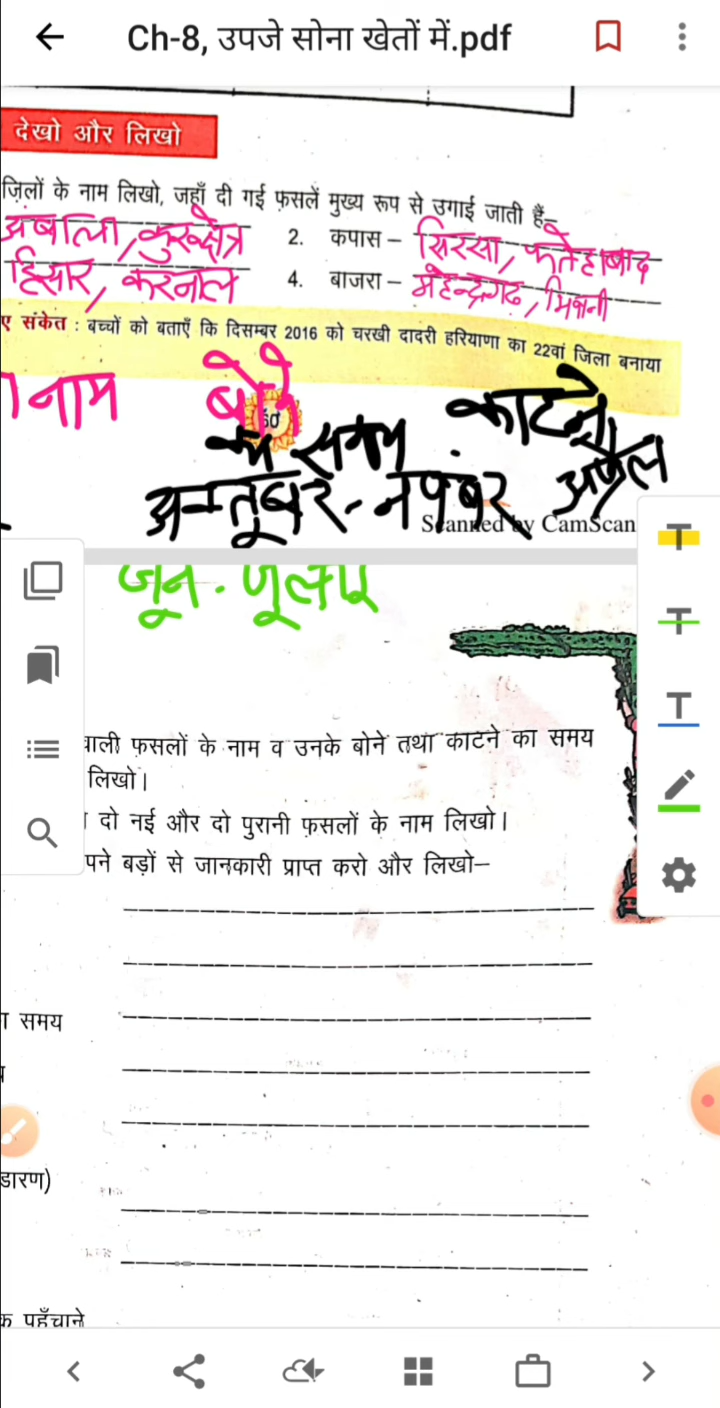 Ch-8, उपजे सोना खेतों में.pdf
देखो और लिखो
ज़िलों के नाम लिखो, जहाँ दी गई फ़सलें मुख्य रूप से उगाई जाती हैं–
अंबाला, कुरूक्षेत्र 2. कपास – सिरसा, फतेहाबाद
हिसार, करनाल 4. बाजरा – महेन्द्रगढ, भिवानी
ए संकेत : बच्चों को बताएँ कि दिसम्बर 2016 को चरखी दादरी हरियाणा का 22वां जिला बनाया
नाम बोने काटने
का समय
अक्तूबर-नवंबर अप्रैल
Scanned by CamScan
जून-जूलाई
वाली फ़सलों के नाम व उनके बोने तथा काटने का समय
लिखो।
दो नई और दो पुरानी फ़सलों के नाम लिखो।
पने बड़ों से जानकारी प्राप्त करो और लिखो–
ा समय
डारण)
क पहुँचाने